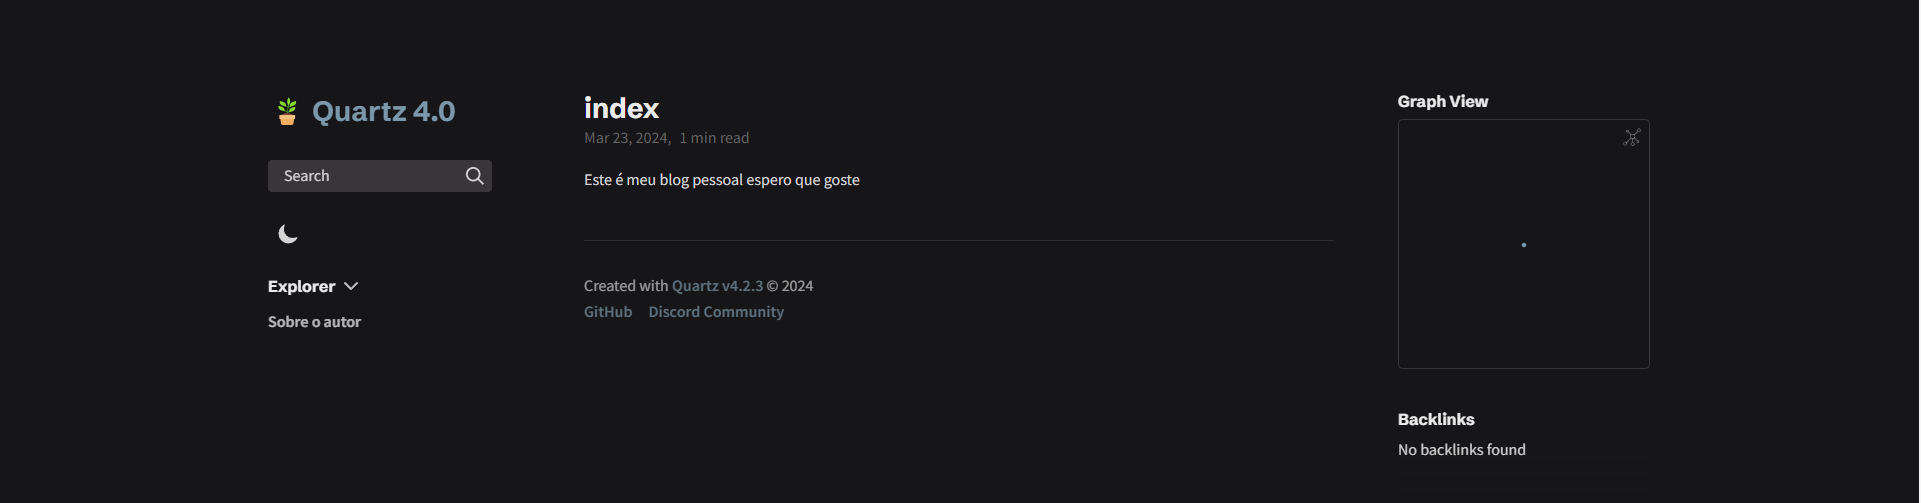 Quartz 4.0
Search
Explorer
Sobre o autor
index
Mar 23, 2024, 1 min read
Este é meu blog pessoal espero que goste
Created with Quartz v4.2.3 © 2024
GitHub Discord Community
Graph View
Backlinks
No backlinks found